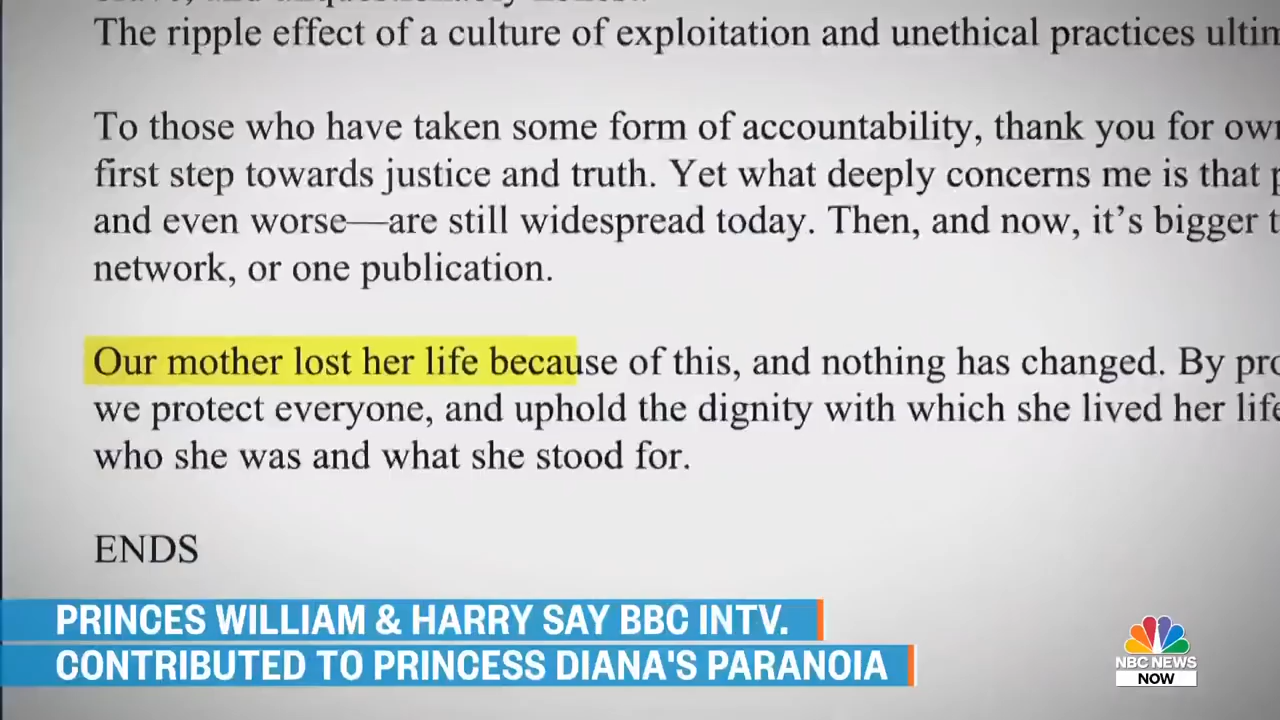 The ripple effect of a culture of exploitation and unethical practices
To those who have taken some form of accountability, thank you for
first step towards justice and truth. Yet what deeply concerns me is that
and even worse—are still widespread today. Then, and now, it's bigger
network, or one publication.
Our mother lost her life because of this, and nothing has changed. By
we protect everyone, and uphold the dignity with which she lived her
who she was and what she stood for.
ENDS
PRINCES WILLIAM & HARRY SAY BBC INTV.
CONTRIBUTED TO PRINCESS DIANA'S PARANOIA
NBC NEWS
NOW